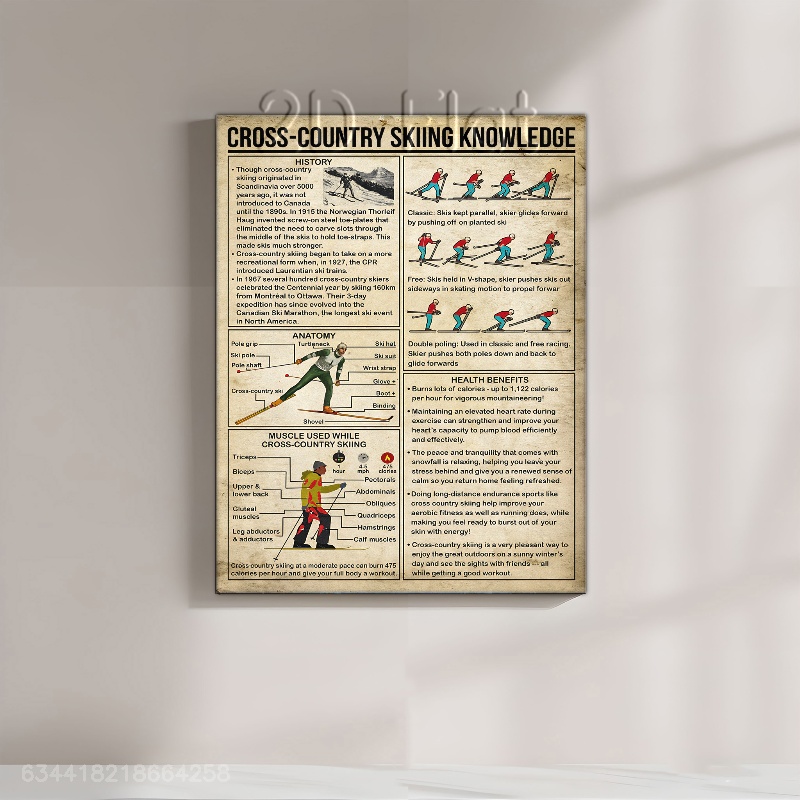 2D Flat
CROSS-COUNTRY SKIING KNOWLEDGE
HISTORY
• Though cross-country
skiing originated in
Scandinavia over 5000
years ago, it was not
introduced to Canada
until the 1890s. In 1915 the Norwegian Thorleif
Haug invented screw-on steel toe-plates that
eliminated the need to carve slots through
the middle of the skis to hold toe-straps. This
made skis much stronger.
• Cross-country skiing began to take on a more
recreational form when, in 1927, the CPR
introduced Laurentian ski trains.
• In 1967 several hundred cross-country skiers
celebrated the Centennial year by skiing 160km
from Montréal to Ottawa. Their 3-day
expedition has since evolved into the
Canadian Ski Marathon, the longest ski event
in North America.
ANATOMY
Pole grip
Turtleneck
Ski hat
Ski pole
Ski suit
Pole shaft
Wrist strap
Glove
Cross-country ski
Boot
Binding
Shovel
MUSCLE USED WHILE
CROSS-COUNTRY SKIING
Triceps
1 hour
4-5 mph
475 calories
Biceps
Pectorals
Upper &
lower back
Abdominals
Obliques
Gluteal
muscles
Quadriceps
Hamstrings
Leg abductors
& adductors
Calf muscles
Cross country skiing at a moderate pace can burn 475
calories per hour and give your full body a workout.
Classic: Skis kept parallel, skier glides forward
by pushing off on planted ski
Free: Skis held in V-shape, skier pushes skis out
sideways in skating motion to propel forwar
Double poling: Used in classic and free racing.
Skier pushes both poles down and back to
glide forwards
HEALTH BENEFITS
• Burns lots of calories - up to 1,122 calories
per hour for vigorous mountaineering!
• Maintaining an elevated heart rate during
exercise can strengthen and improve your
heart's capacity to pump blood efficiently
and effectively.
• The peace and tranquility that comes with
snowfall is relaxing, helping you leave your
stress behind and give you a renewed sense of
calm so you return home feeling refreshed.
• Doing long-distance endurance sports like
cross country skiing help improve your
aerobic fitness as well as running does, while
making you feel ready to burst out of your
skin with energy!
• Cross-country skiing is a very pleasant way to
enjoy the great outdoors on a sunny winter's
day and see the sights with friends — all
while getting a good workout.
634418218664258